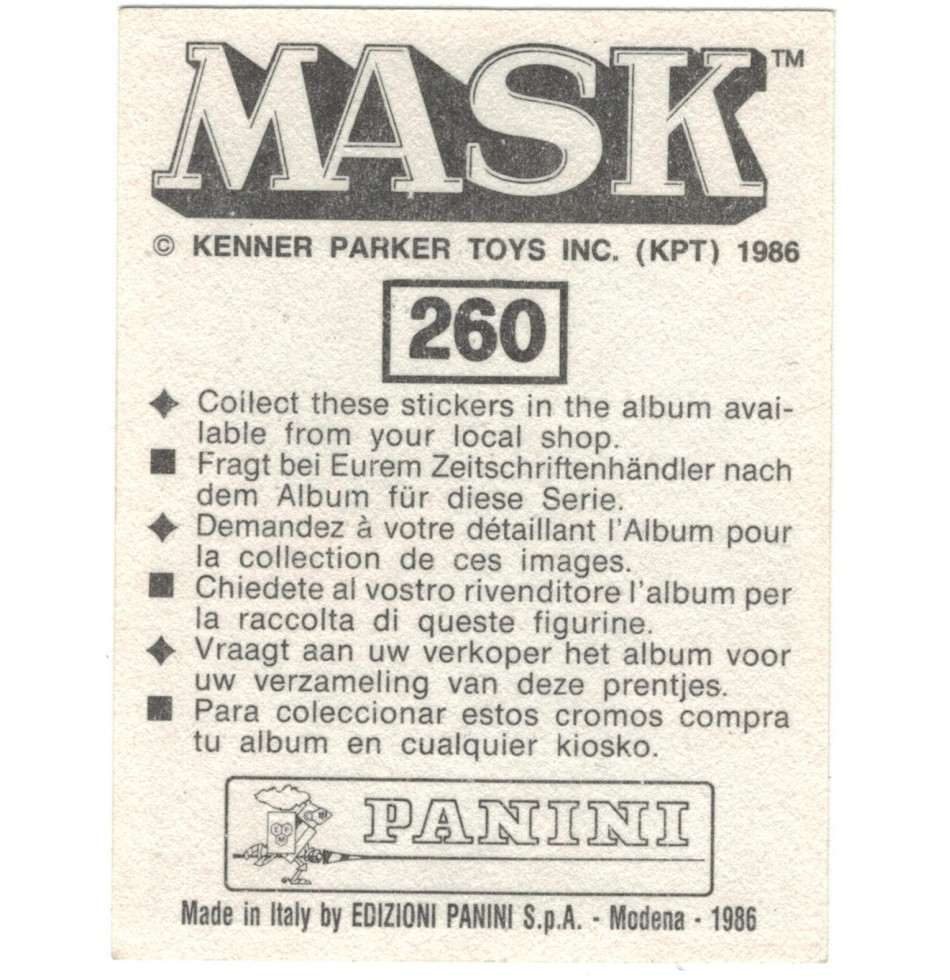 MASK™
© KENNER PARKER TOYS INC. (KPT) 1986
260
Collect these stickers in the album avai-
lable from your local shop.
Fragt bei Eurem Zeitschriftenhändler nach
dem Album für diese Serie.
Demandez à votre détaillant l'Album pour
la collection de ces images.
Chiedete al vostro rivenditore l'album per
la raccolta di queste figurine.
Vraagt aan uw verkoper het album voor
uw verzameling van deze prentjes.
Para coleccionar estos cromos compra
tu album en cualquier kiosko.
PANINI
Made in Italy by EDIZIONI PANINI S.p.A. - Modena - 1986